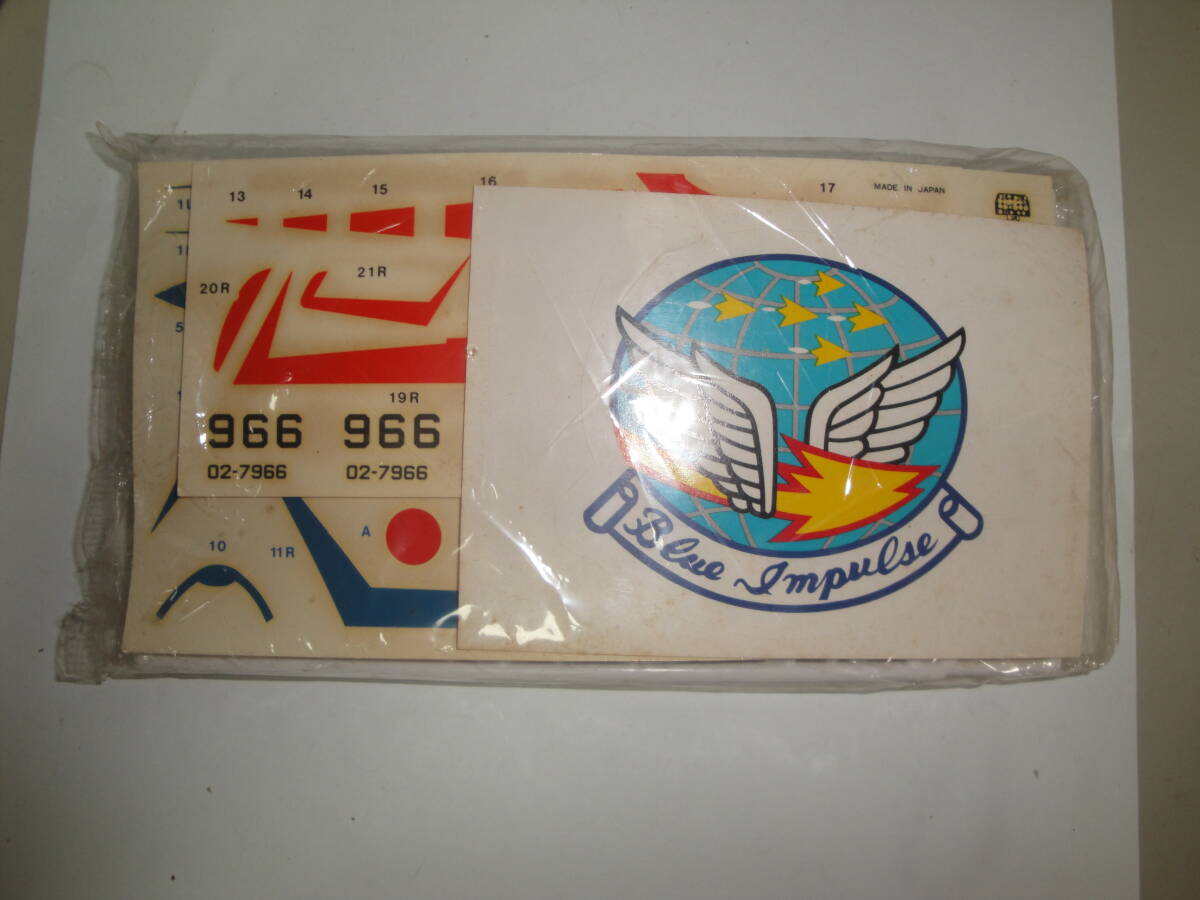 13 14 15 16 17 MADE IN JAPAN
21R
20R
19R
966 966
02-7966 02-7966
10 11R A
Blue Impulse